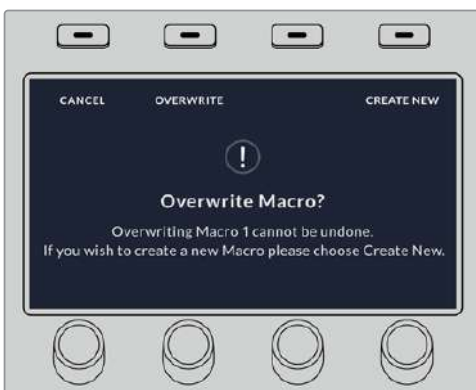 CANCEL OVERWRITE CREATE NEW
!
Overwrite Macro?
Overwriting Macro 1 cannot be undone.
If you wish to create a new Macro please choose Create New.